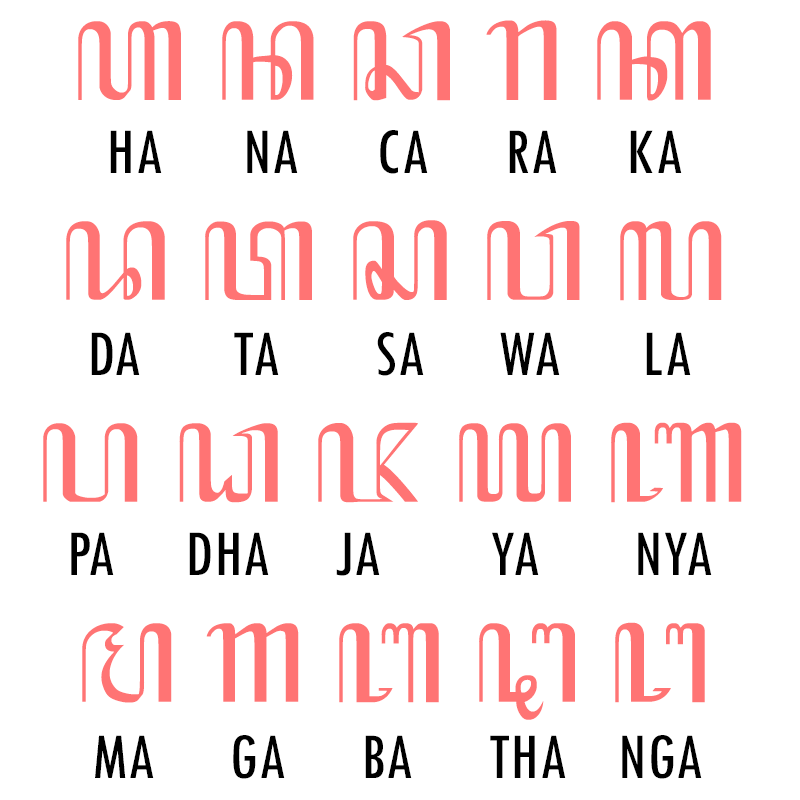 ꦲ ꦤ ꦕ ꦫ ꦏ
HA NA CA RA KA
ꦢ ꦠ ꦱ ꦮ ꦭ
DA TA SA WA LA
ꦥ ꦝ ꦗ ꦪ ꦚ
PA DHA JA YA NYA
ꦩ ꦒ ꦧ ꦛ ꦔ
MA GA BA THA NGA